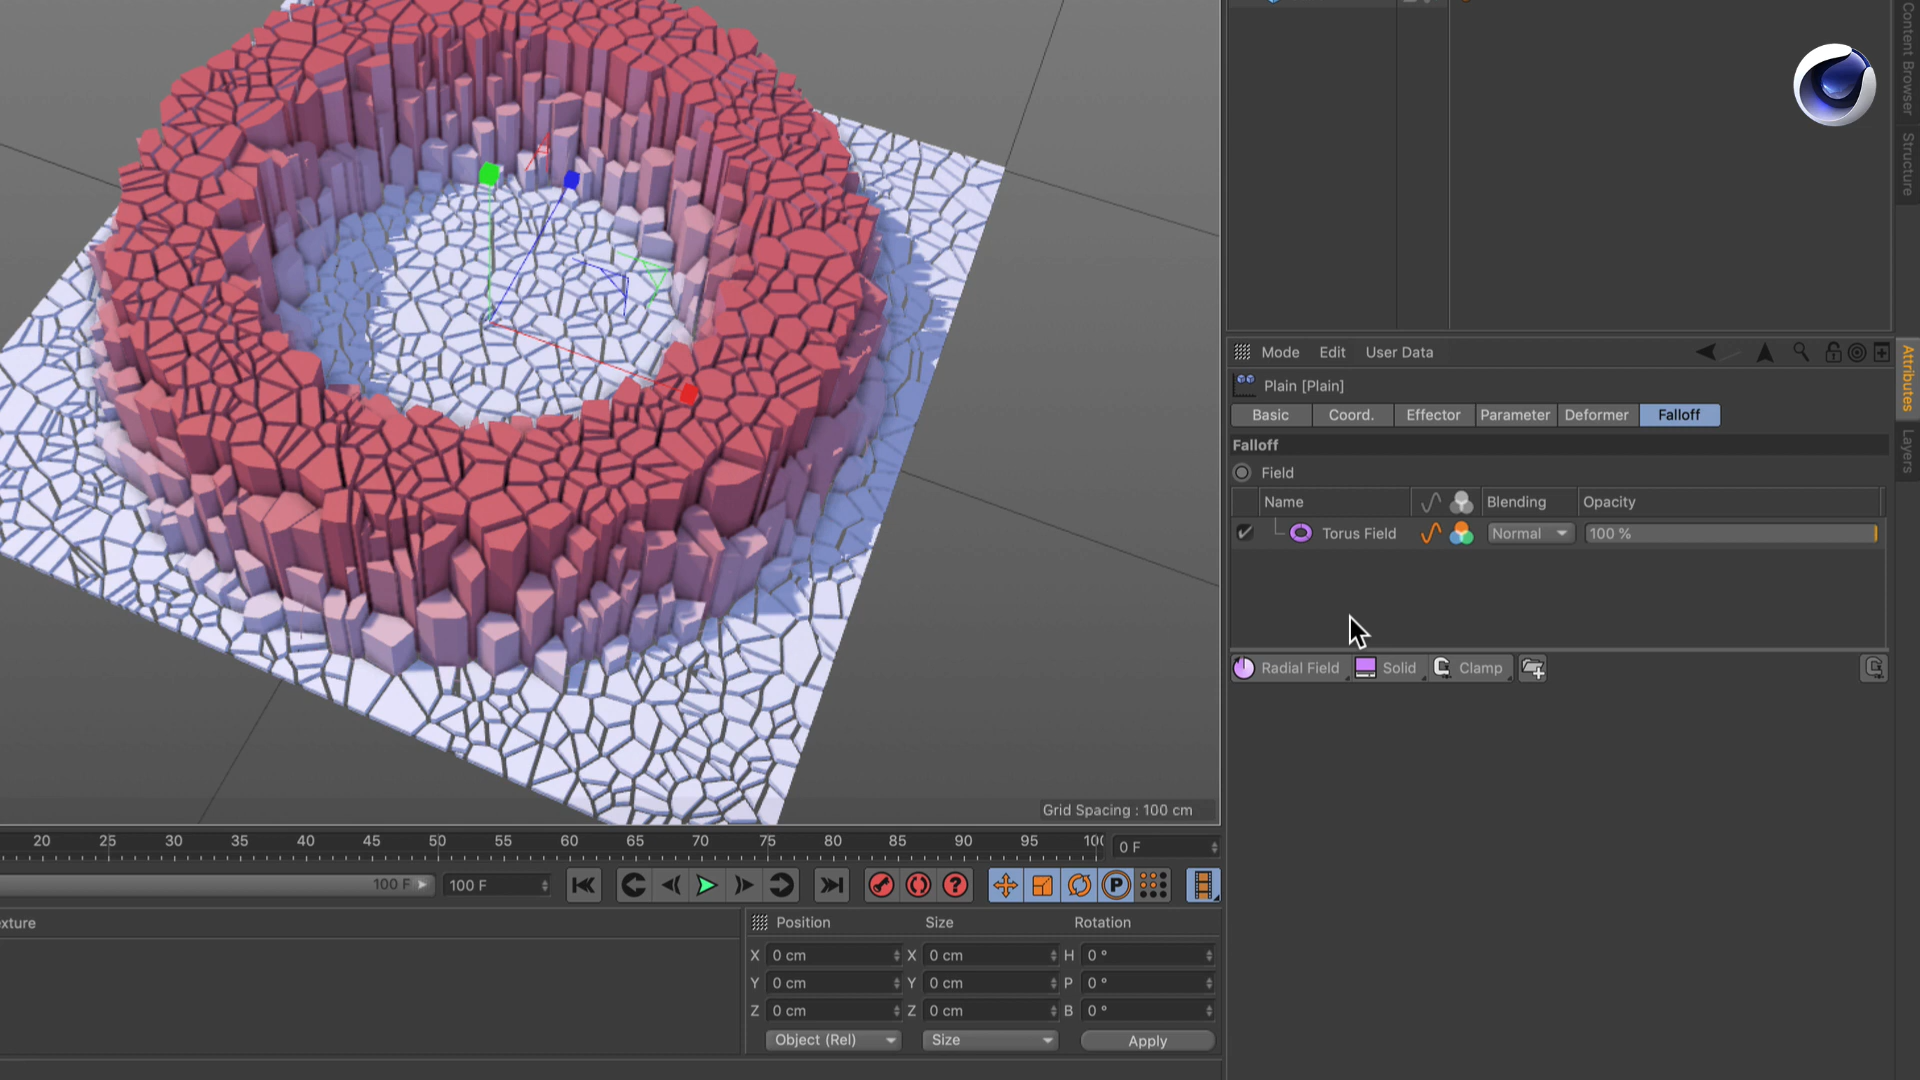 Content Browser
Structure
Mode Edit User Data
Attributes
Plain [Plain]
Basic Coord. Effector Parameter Deformer Falloff
Falloff
Layers
Field
Name Blending Opacity
Torus Field Normal 100 %
Radial Field Solid Clamp
Grid Spacing : 100 cm
20 25 30 35 40 45 50 55 60 65 70 75 80 85 90 95 100 0 F
100 F 100 F
P
xture
Position Size Rotation
X 0 cm X 0 cm H 0 °
Y 0 cm Y 0 cm P 0 °
Z 0 cm Z 0 cm B 0 °
Object (Rel) Size Apply